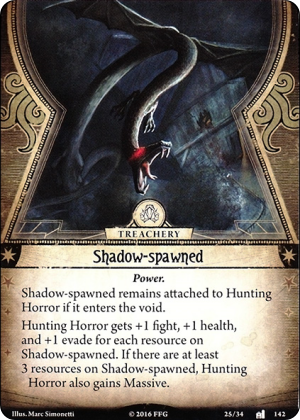 TREACHERY
Shadow-spawned
Power.
Shadow-spawned remains attached to Hunting
Horror if it enters the void.
Hunting Horror gets +1 fight, +1 health,
and +1 evade for each resource on
Shadow-spawned. If there are at least
3 resources on Shadow-spawned, Hunting
Horror also gains Massive.
Illus. Marc Simonetti © 2016 FFG 25/34 142